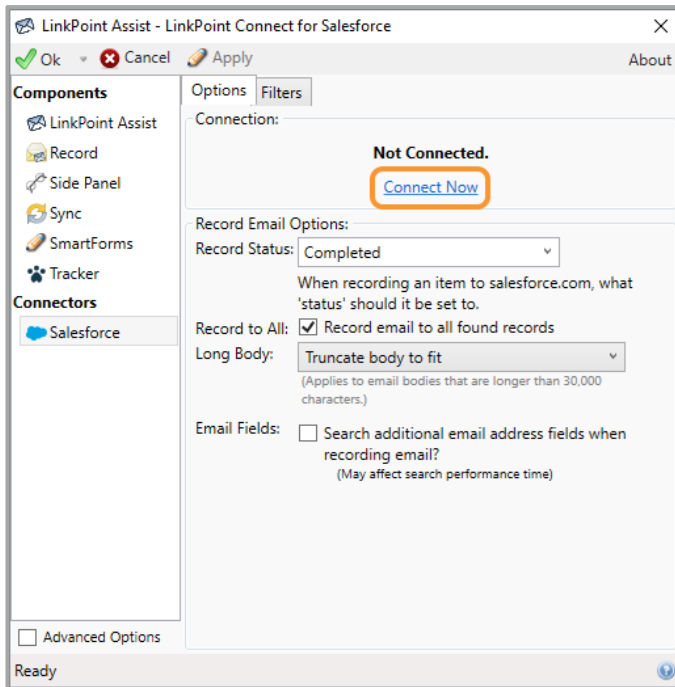 LinkPoint Assist - LinkPoint Connect for Salesforce
Ok Cancel Apply About
Components
LinkPoint Assist
Record
Side Panel
Sync
SmartForms
Tracker
Connectors
Salesforce
Advanced Options
Options Filters
Connection:
Not Connected.
Connect Now
Record Email Options:
Record Status: Completed
When recording an item to salesforce.com, what
'status' should it be set to.
Record to All: Record email to all found records
Long Body: Truncate body to fit
(Applies to email bodies that are longer than 30,000
characters.)
Email Fields: Search additional email address fields when
recording email?
(May affect search performance time)
Ready